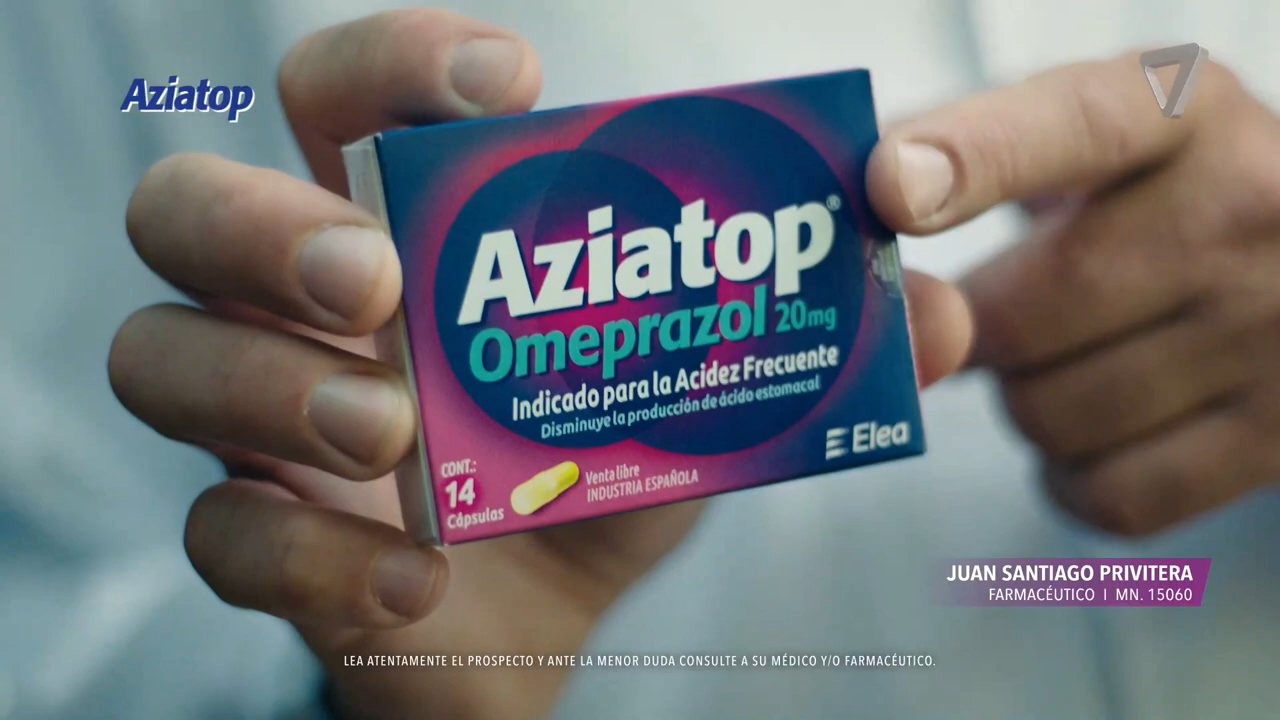 Aziatop
Aziatop®
Omeprazol 20mg
Indicado para la Acidez Frecuente
Disminuye la producción de ácido estomacal
Elea
CONT.:
14
Cápsulas
Venta libre
INDUSTRIA ESPAÑOLA
JUAN SANTIAGO PRIVITERA
FARMACÉUTICO | MN. 15060
LEA ATENTAMENTE EL PROSPECTO Y ANTE LA MENOR DUDA CONSULTE A SU MÉDICO Y/O FARMACÉUTICO.